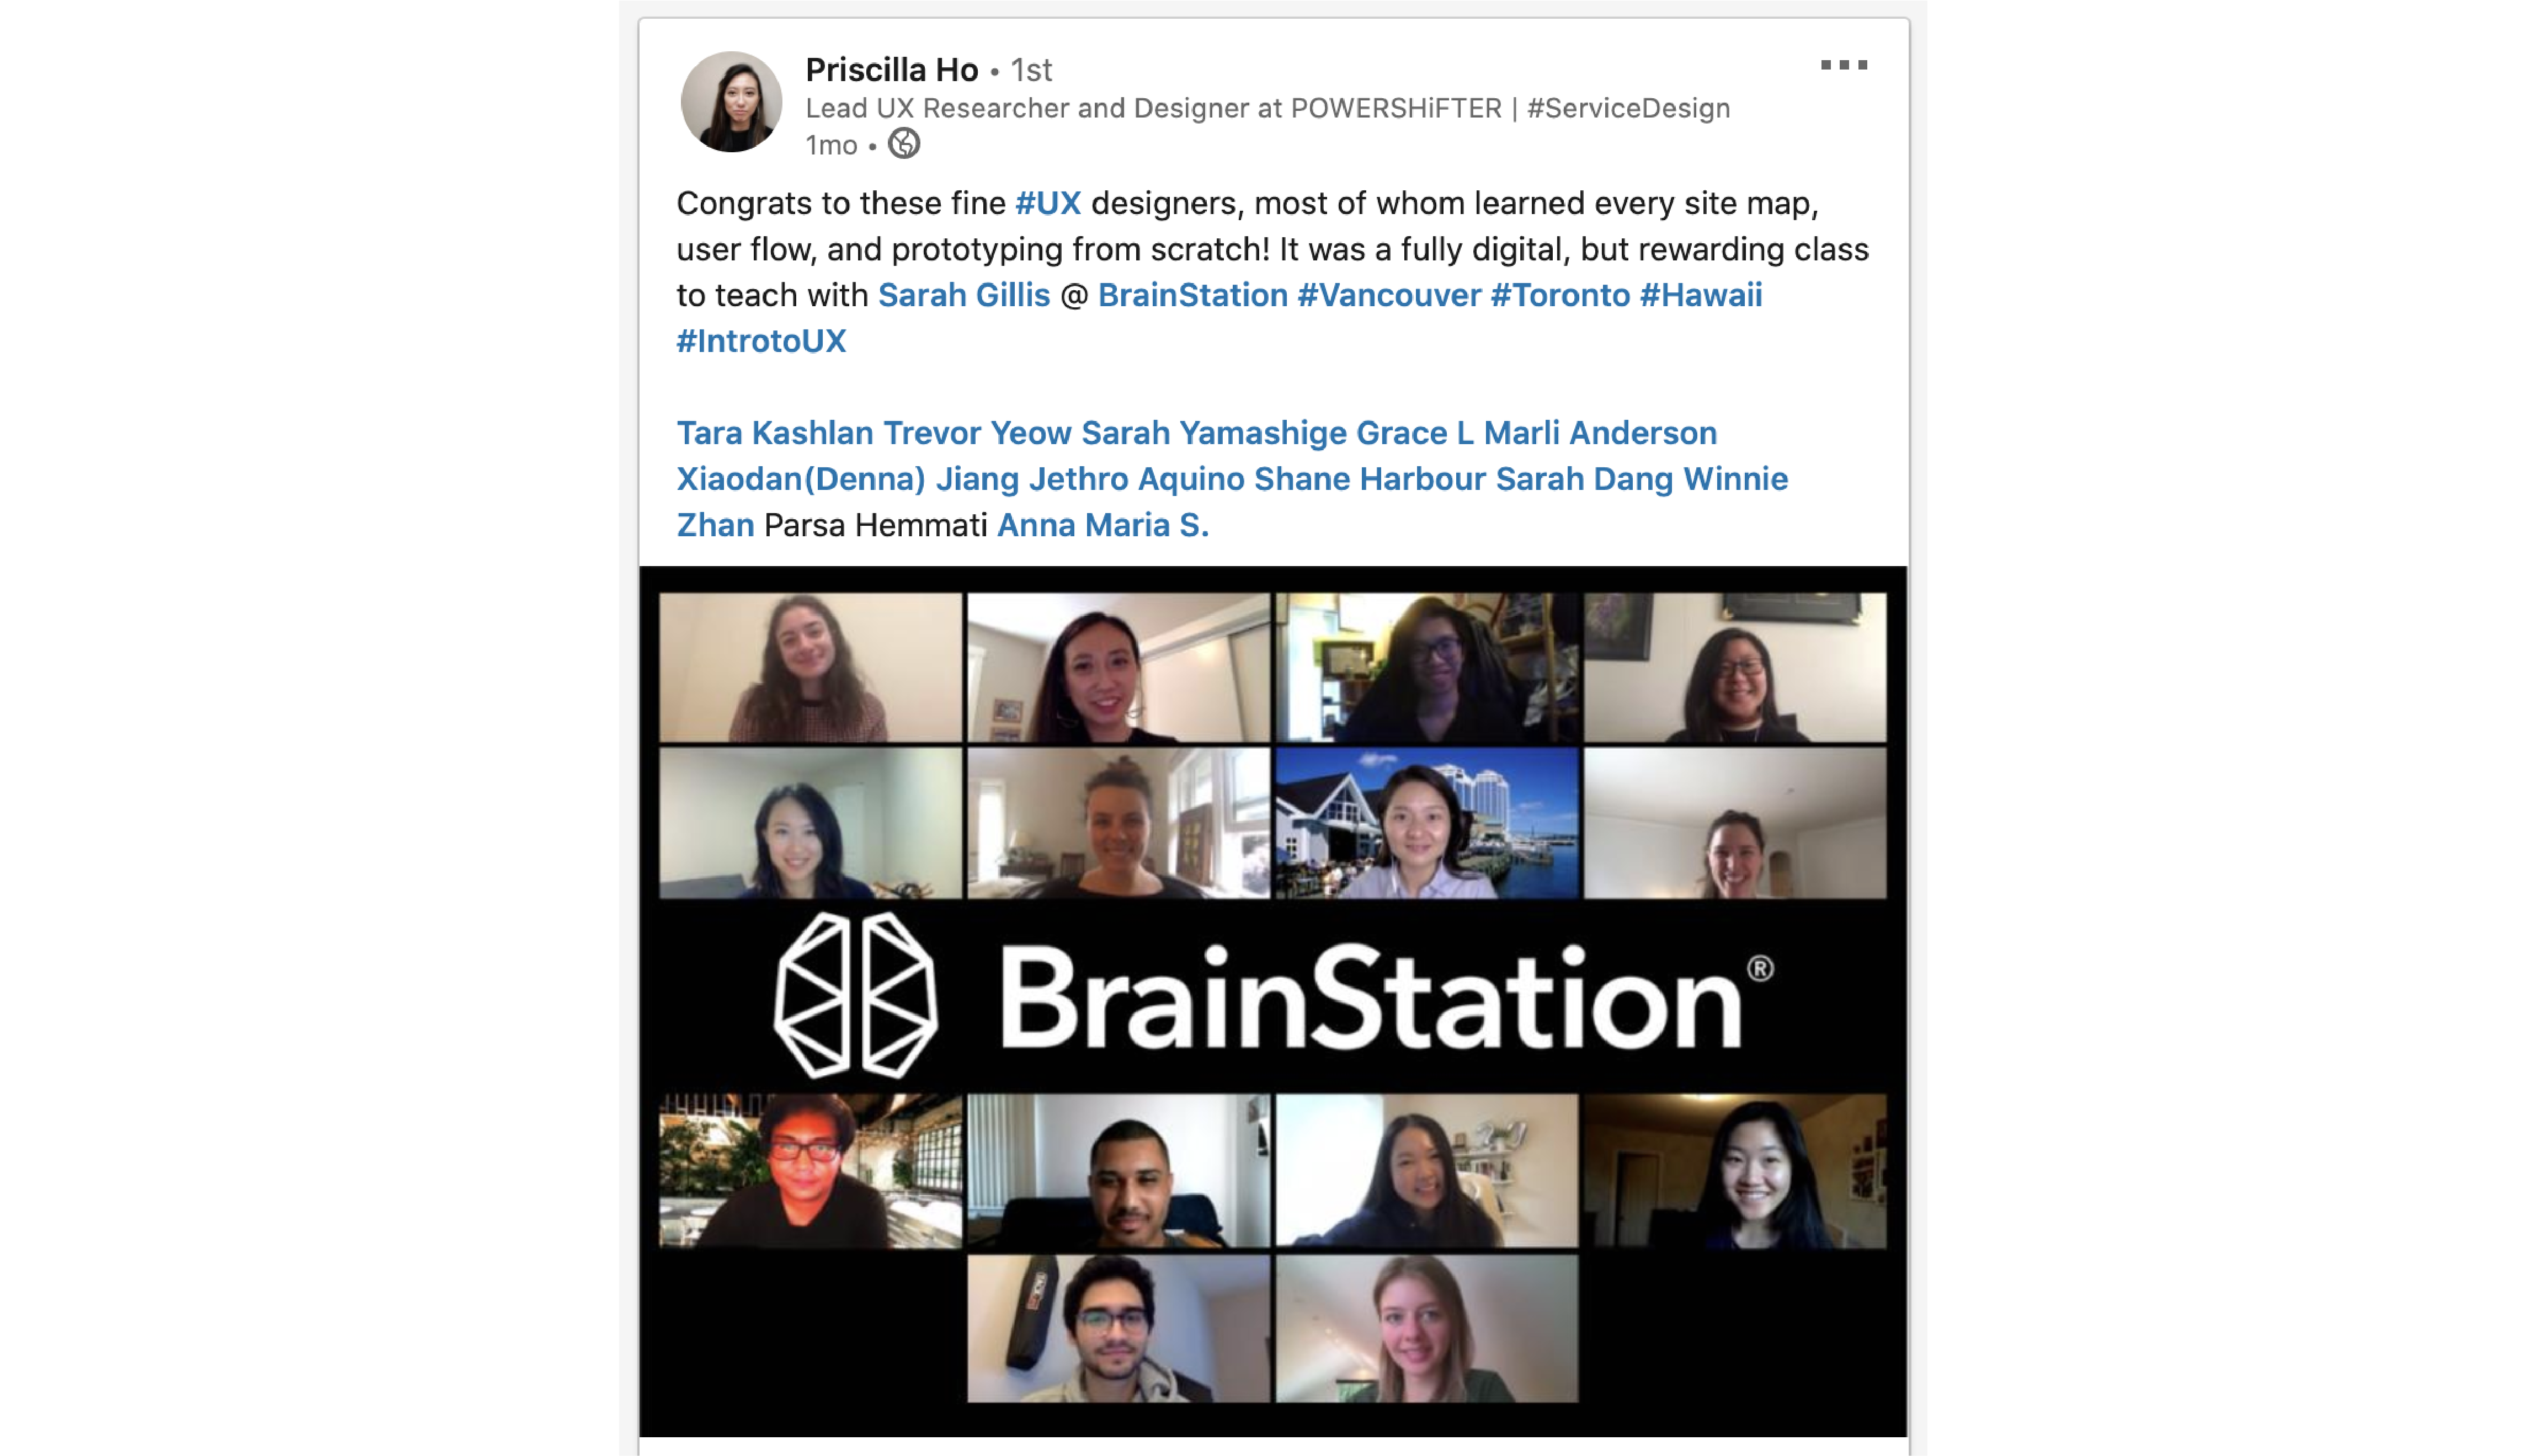 Priscilla Ho • 1st
Lead UX Researcher and Designer at POWERSHiFTER | #ServiceDesign
1mo •
Congrats to these fine #UX designers, most of whom learned every site map,
user flow, and prototyping from scratch! It was a fully digital, but rewarding class
to teach with Sarah Gillis @ BrainStation #Vancouver #Toronto #Hawaii
#IntrotoUX
Tara Kashlan Trevor Yeow Sarah Yamashige Grace L Marli Anderson
Xiaodan(Denna) Jiang Jethro Aquino Shane Harbour Sarah Dang Winnie
Zhan Parsa Hemmati Anna Maria S.
BrainStation®